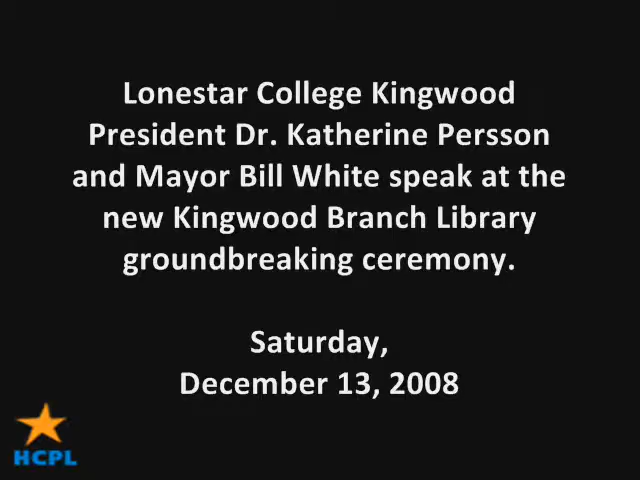 Lonestar College Kingwood
President Dr. Katherine Persson
and Mayor Bill White speak at the
new Kingwood Branch Library
groundbreaking ceremony.
Saturday,
December 13, 2008
HCPL